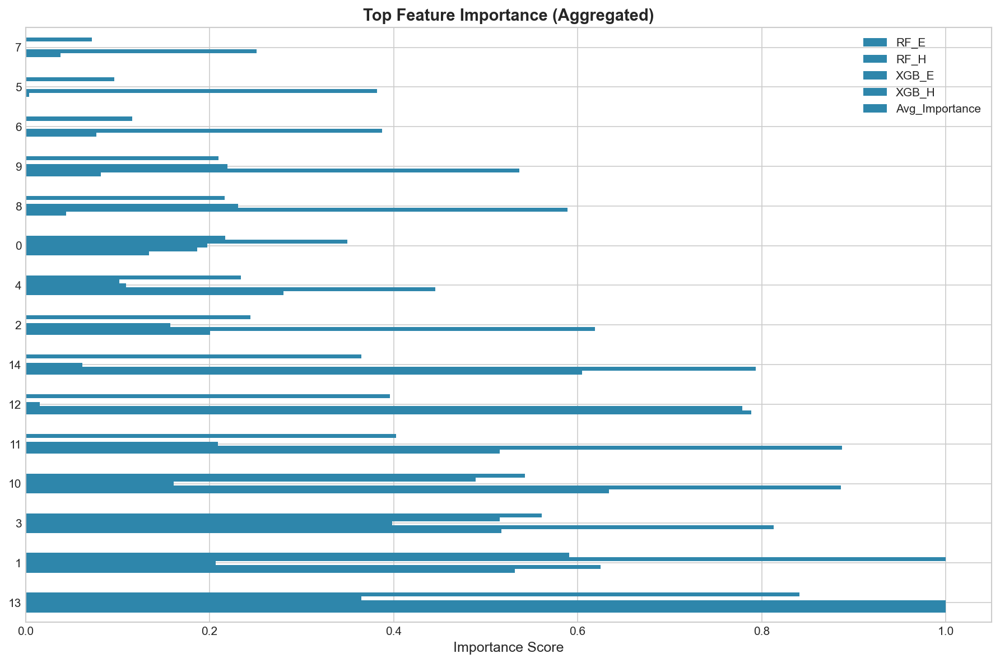 Top Feature Importance (Aggregated)
RF_E
RF_H
XGB_E
XGB_H
Avg_Importance
7
5
6
9
8
0
4
2
14
12
11
10
3
1
13
0.0 0.2 0.4 0.6 0.8 1.0
Importance Score